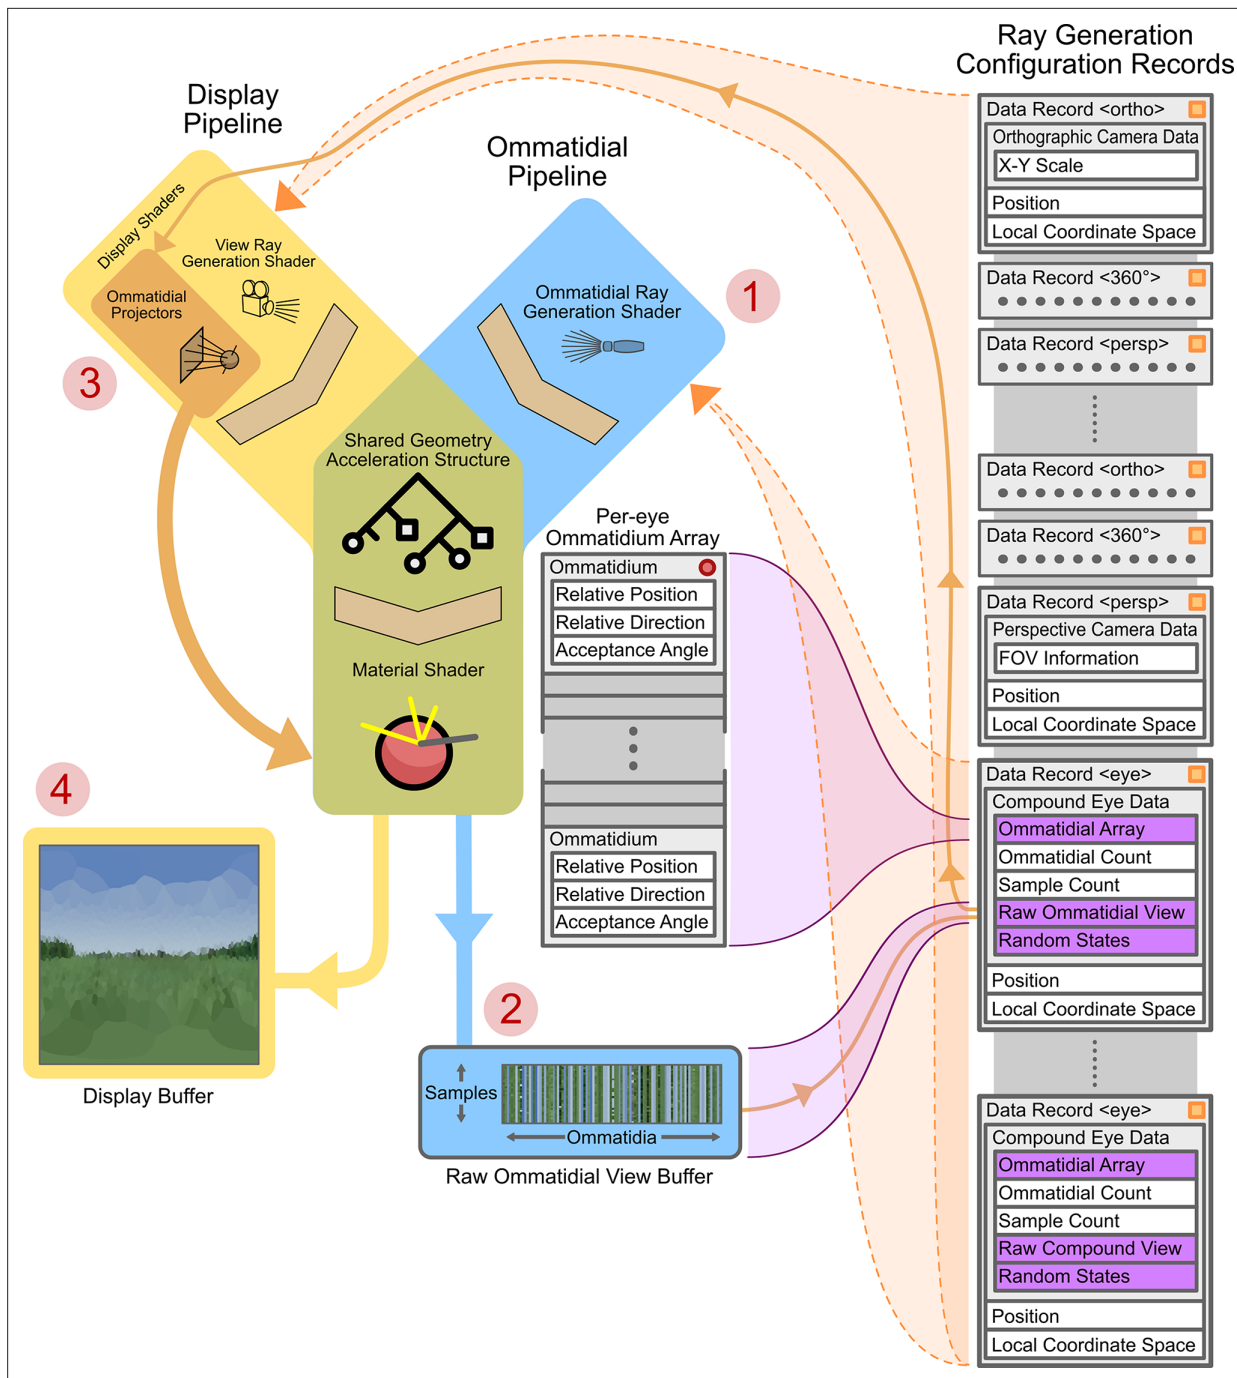 Ray Generation
Configuration Records
Display
Pipeline
Ommatidial
Pipeline
Display Shaders
View Ray
Generation Shader
Ommatidial
Projectors
Ommatidial Ray
Generation Shader
1
3
Shared Geometry
Acceleration Structure
Material Shader
Per-eye
Ommatidium Array
Ommatidium
Relative Position
Relative Direction
Acceptance Angle
Ommatidium
Relative Position
Relative Direction
Acceptance Angle
4
Display Buffer
2
Samples
Ommatidia
Raw Ommatidial View Buffer
Data Record <ortho>
Orthographic Camera Data
X-Y Scale
Position
Local Coordinate Space
Data Record <360°>
Data Record <persp>
Data Record <ortho>
Data Record <360°>
Data Record <persp>
Perspective Camera Data
FOV Information
Position
Local Coordinate Space
Data Record <eye>
Compound Eye Data
Ommatidial Array
Ommatidial Count
Sample Count
Raw Ommatidial View
Random States
Position
Local Coordinate Space
Data Record <eye>
Compound Eye Data
Ommatidial Array
Ommatidial Count
Sample Count
Raw Compound View
Random States
Position
Local Coordinate Space